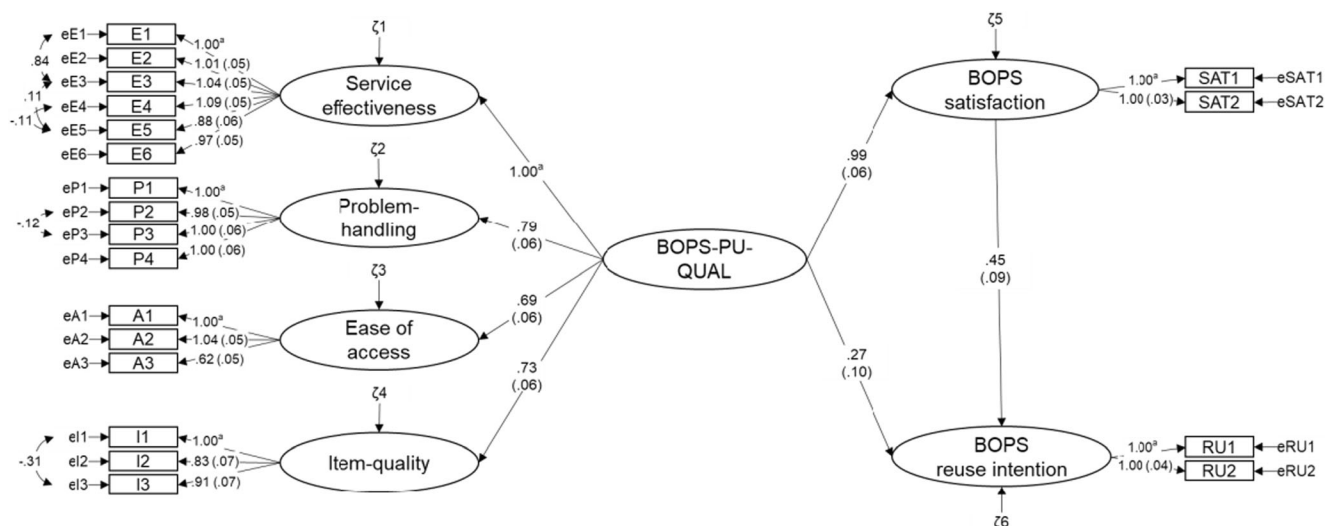 ζ1
eE1
E1
1.00ª
eE2
E2
1.01 (.05)
.84
eE3
E3
1.04 (.05)
.11
eE4
E4
1.09 (.05)
-.11
eE5
E5
.88 (.06)
eE6
E6
.97 (.05)
Service
effectiveness
ζ2
eP1
P1
1.00ª
eP2
P2
.98 (.05)
-.12
eP3
P3
1.00 (.06)
eP4
P4
1.00 (.06)
Problem-
handling
ζ3
eA1
A1
1.00ª
eA2
A2
1.04 (.05)
eA3
A3
.62 (.05)
Ease of
access
ζ4
eI1
I1
1.00ª
-.31
eI2
I2
.83 (.07)
eI3
I3
.91 (.07)
Item-quality
1.00ª
.79
(.06)
.69
(.06)
.73
(.06)
BOPS-PU-
QUAL
.99
(.06)
.27
(.10)
ζ5
BOPS
satisfaction
1.00ª
SAT1
eSAT1
1.00 (.03)
SAT2
eSAT2
.45
(.09)
BOPS
reuse intention
1.00ª
RU1
eRU1
1.00 (.04)
RU2
eRU2
ζ6